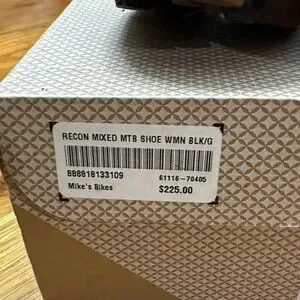 RECON MIXED MTB SHOE WMN BLK/G
888818133109
61116-70405
Mike's Bikes
$225.00